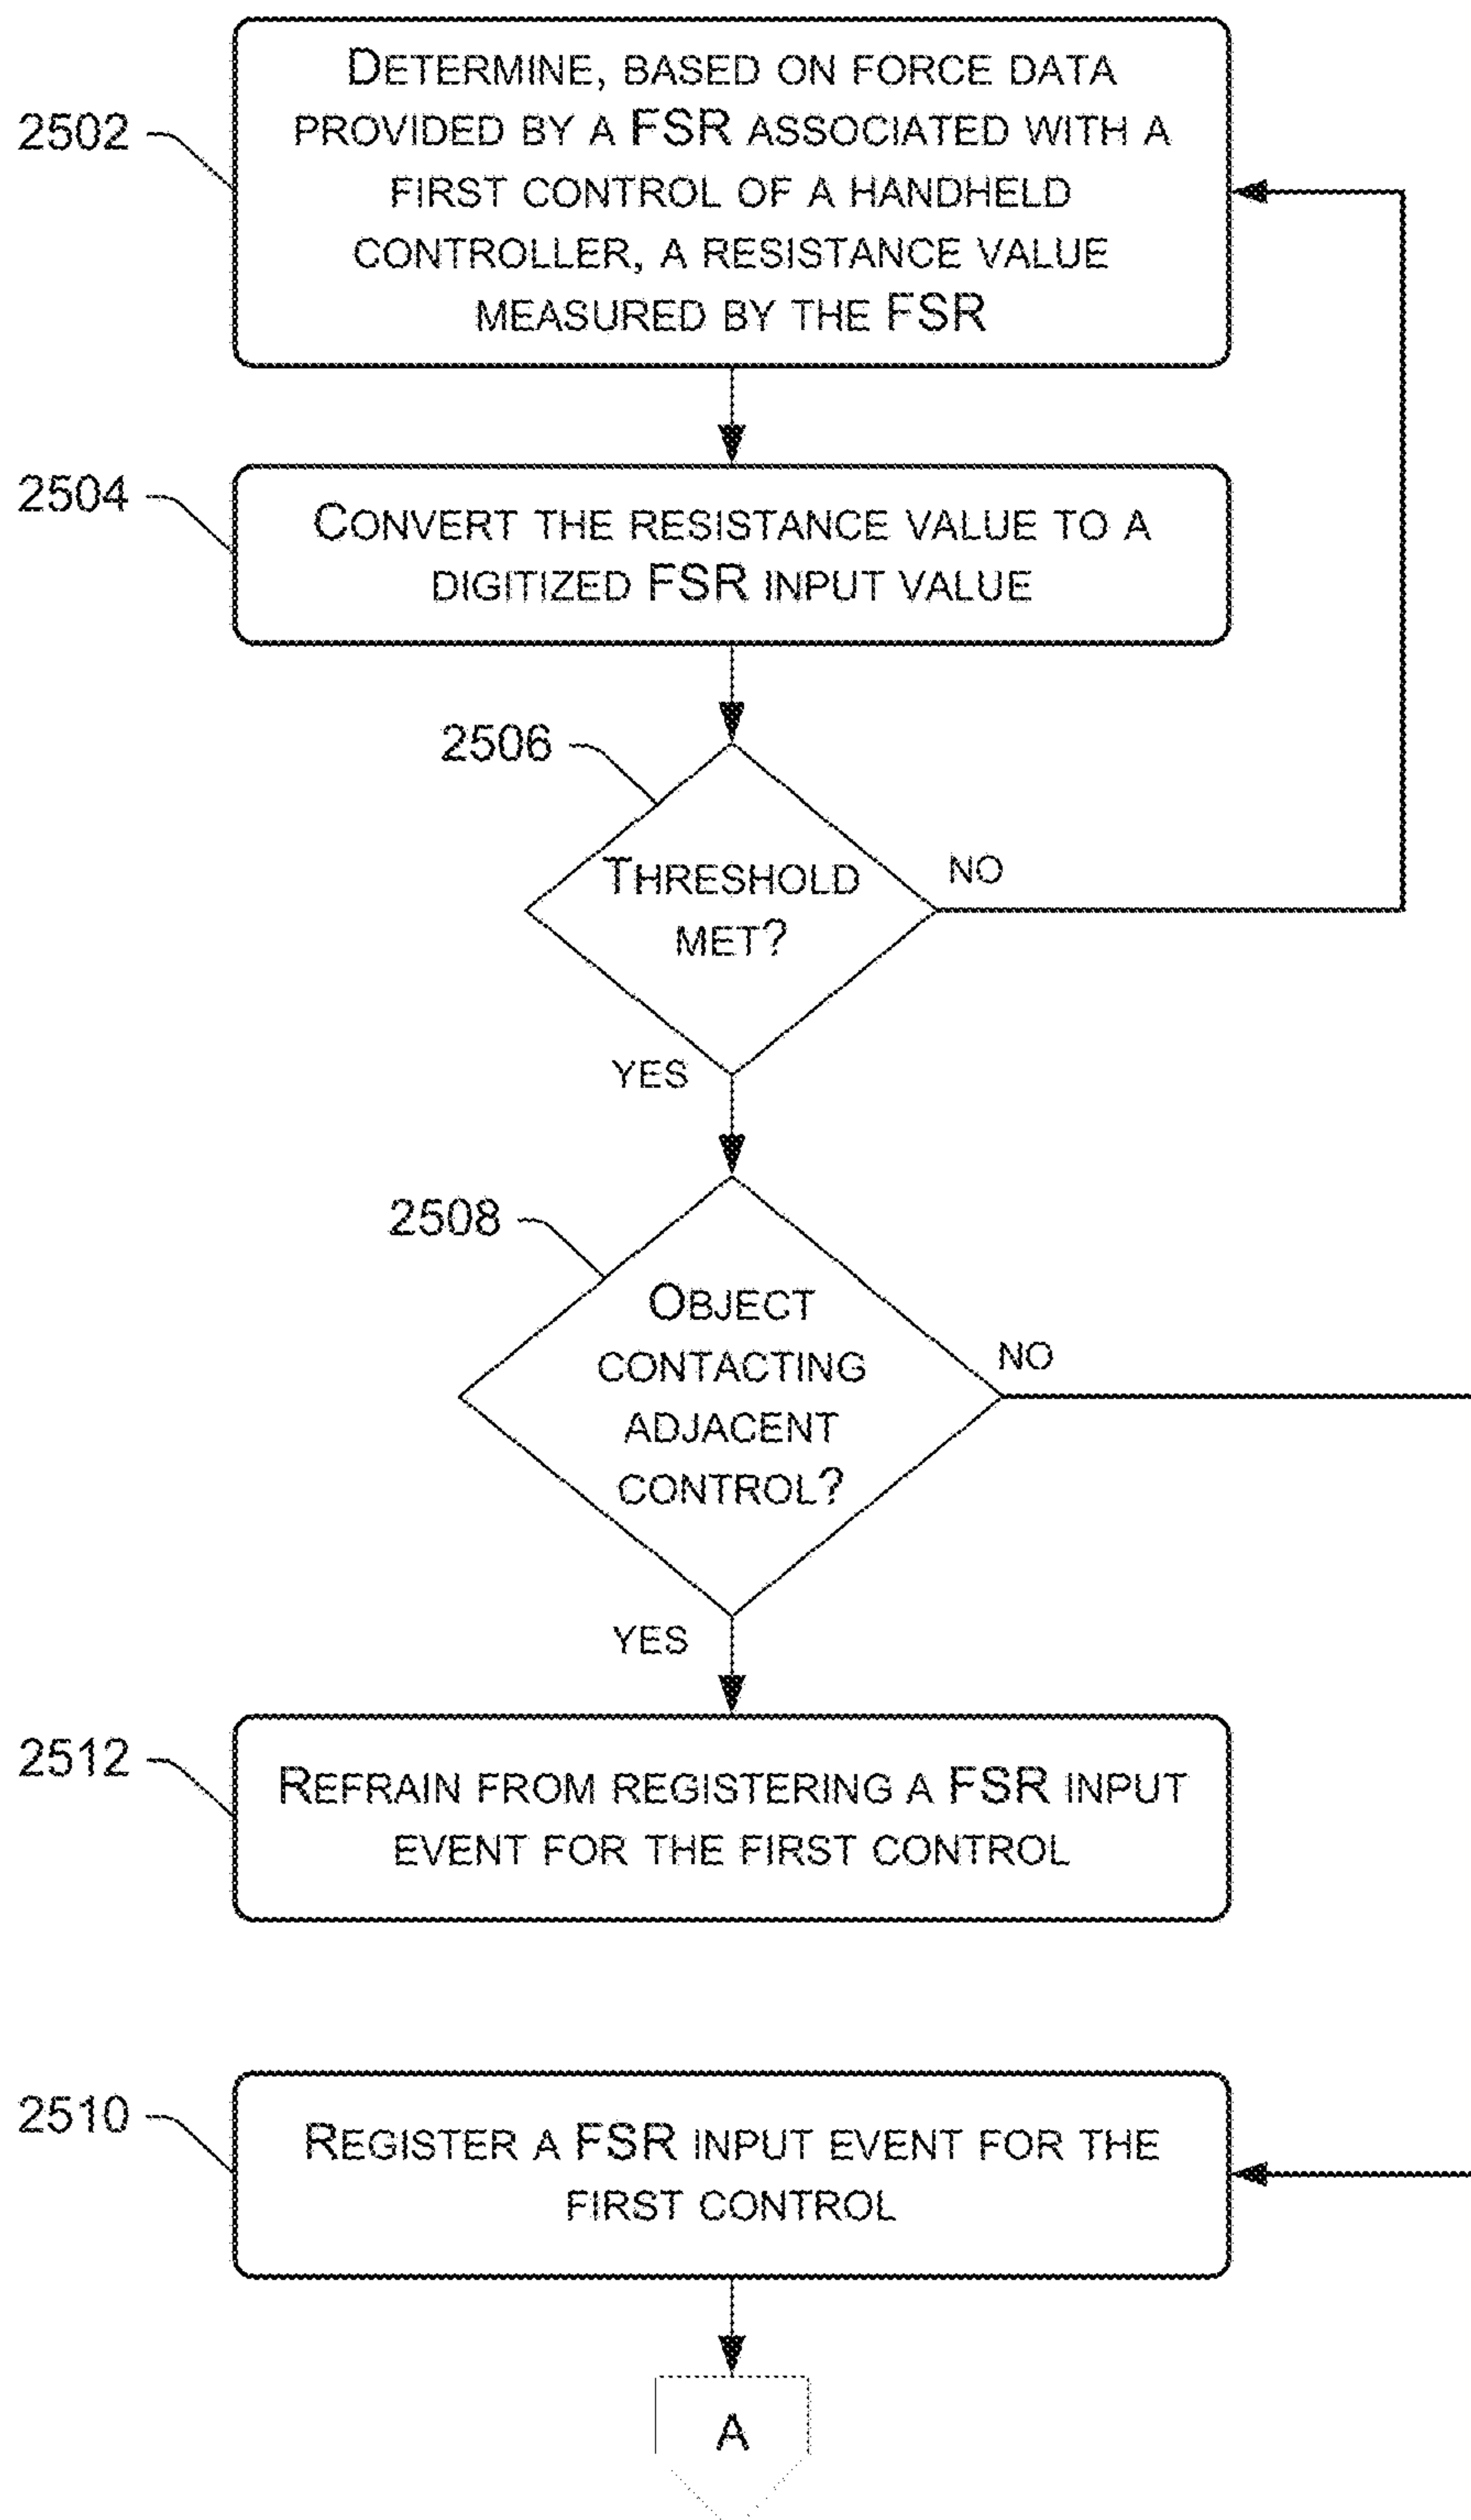 2502
DETERMINE, BASED ON FORCE DATA
PROVIDED BY A FSR ASSOCIATED WITH A
FIRST CONTROL OF A HANDHELD
CONTROLLER, A RESISTANCE VALUE
MEASURED BY THE FSR
2504
CONVERT THE RESISTANCE VALUE TO A
DIGITIZED FSR INPUT VALUE
2506
THRESHOLD
MET?
NO
YES
2508
OBJECT
CONTACTING
ADJACENT
CONTROL?
NO
YES
2512
REFRAIN FROM REGISTERING A FSR INPUT
EVENT FOR THE FIRST CONTROL
2510
REGISTER A FSR INPUT EVENT FOR THE
FIRST CONTROL
A